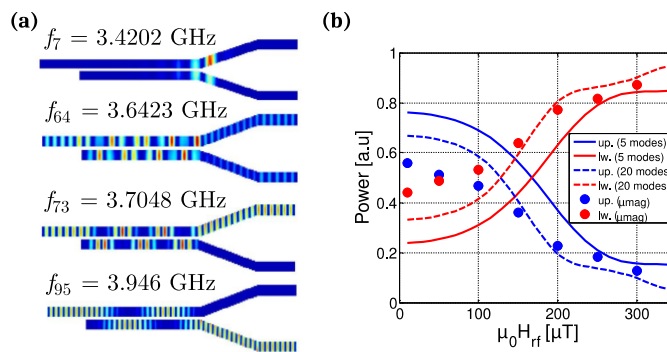 (a)
f7 = 3.4202 GHz
f64 = 3.6423 GHz
f73 = 3.7048 GHz
f95 = 3.946 GHz
(b)
1
0.8
0.6
0.4
0.2
0
Power [a.u]
up. (5 modes)
lw. (5 modes)
up. (20 modes)
lw. (20 modes)
up. (µmag)
lw. (µmag)
0
100
200
300
µ0Hrf [µT]